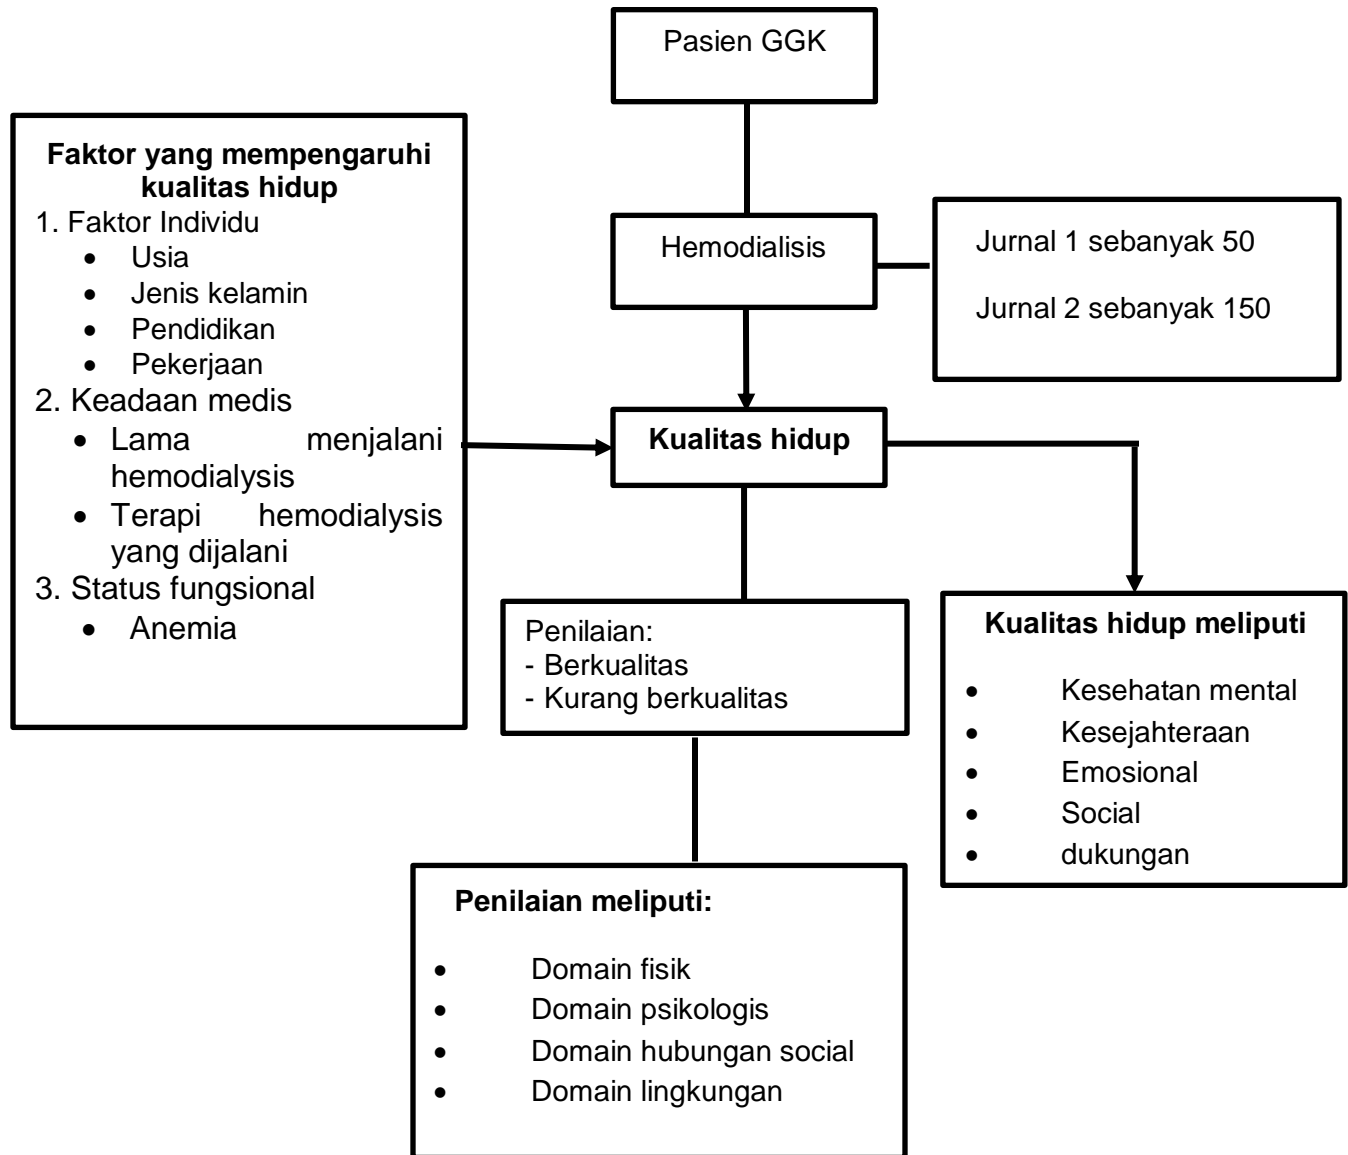 Pasien GGK
Faktor yang mempengaruhi
kualitas hidup
1. Faktor Individu
• Usia
• Jenis kelamin
• Pendidikan
• Pekerjaan
2. Keadaan medis
• Lama menjalani
hemodialysis
• Terapi hemodialysis
yang dijalani
3. Status fungsional
• Anemia
Hemodialisis
Jurnal 1 sebanyak 50
Jurnal 2 sebanyak 150
Kualitas hidup
Penilaian:
- Berkualitas
- Kurang berkualitas
Kualitas hidup meliputi
• Kesehatan mental
• Kesejahteraan
• Emosional
• Social
• dukungan
Penilaian meliputi:
• Domain fisik
• Domain psikologis
• Domain hubungan social
• Domain lingkungan